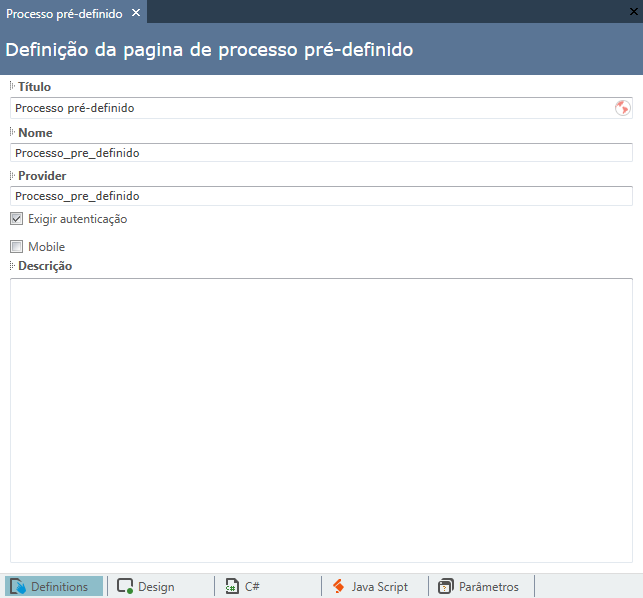 Processo pré-definido
Definição da pagina de processo pré-definido
Título
Processo pré-definido
Nome
Processo_pre_definido
Provider
Processo_pre_definido
Exigir autenticação
Mobile
Descrição
Definitions Design C# Java Script Parâmetros